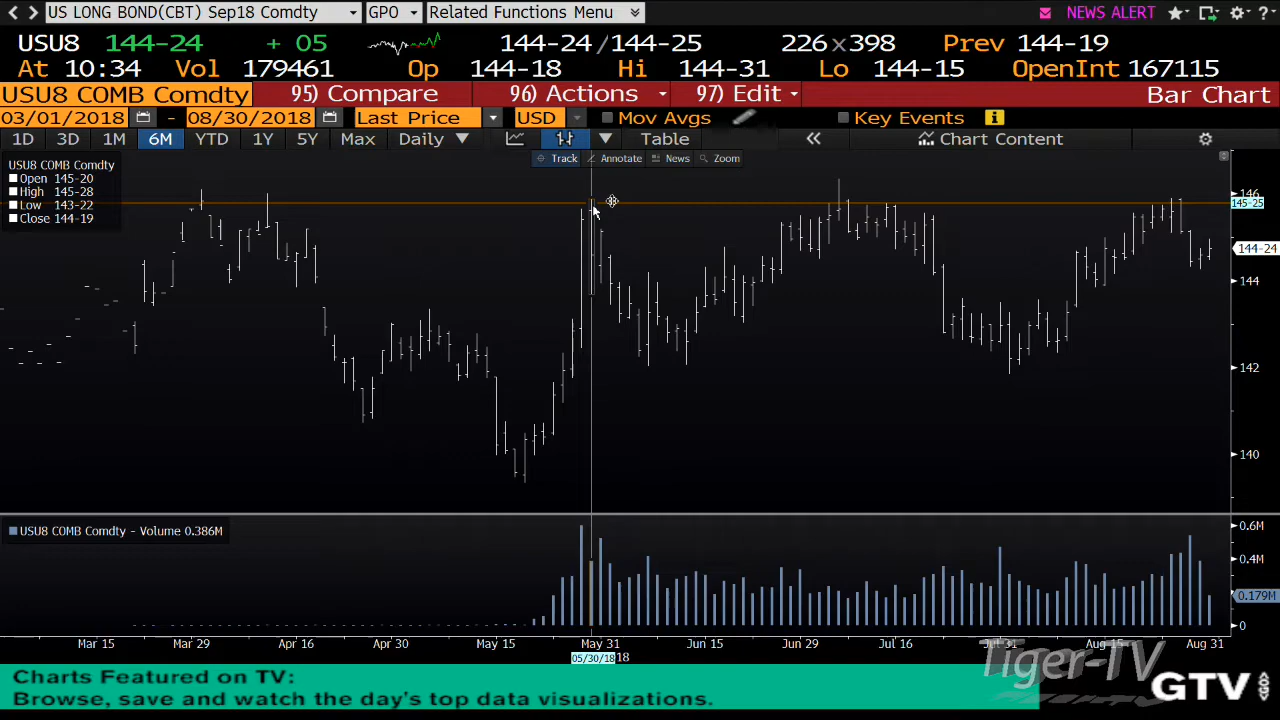 US LONG BOND(CBT) Sep18 Comdty GPO Related Functions Menu NEWS ALERT
USU8 144-24 + 05 144-24/144-25 226x398 Prev 144-19
At 10:34 Vol 179461 Op 144-18 Hi 144-31 Lo 144-15 OpenInt 167115
USU8 COMB Comdty 95) Compare 96) Actions 97) Edit Bar Chart
03/01/2018 - 08/30/2018 Last Price USD Mov Avgs Key Events
1D 3D 1M 6M YTD 1Y 5Y Max Daily Table « Chart Content
Track Annotate News Zoom
USU8 COMB Comdty
Open 145-20
High 145-28
Low 143-22
Close 144-19
146
145-25
144-24
144
142
140
USU8 COMB Comdty - Volume 0.386M
0.6M
0.4M
0.179M
0
Mar 15 Mar 29 Apr 16 Apr 30 May 15 May 31 Jun 15 Jun 29 Jul 16 Jul 31 Aug 15 Aug 31
05/30/18 18
Tiger-TV
Charts Featured on TV:
Browse, save and watch the day's top data visualizations.
GTV